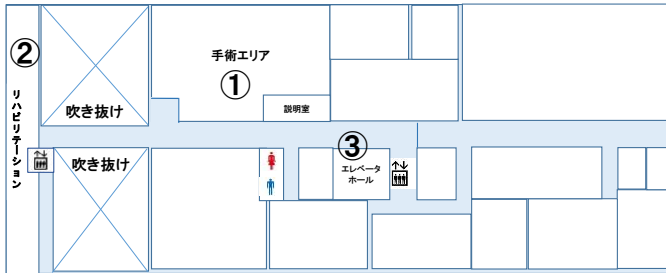 ②
リハビリテーション
吹き抜け
手術エリア
①
説明室
吹き抜け
③
エレベータ
ホール